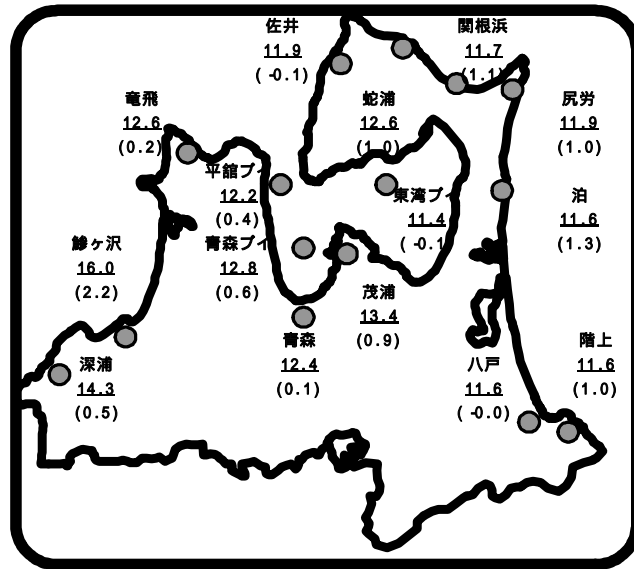 佐井
11.9
( -0.1)
関根浜
11.7
(1.1)
竜飛
12.6
(0.2)
蛇浦
12.6
(1.0)
尻労
11.9
(1.0)
平舘ブイ
12.2
(0.4)
東湾ブイ
11.4
( -0.1
泊
11.6
(1.3)
鰺ヶ沢
16.0
(2.2)
青森ブイ
12.8
(0.6)
茂浦
13.4
(0.9)
青森
12.4
(0.1)
深浦
14.3
(0.5)
八戸
11.6
( -0.0)
階上
11.6
(1.0)